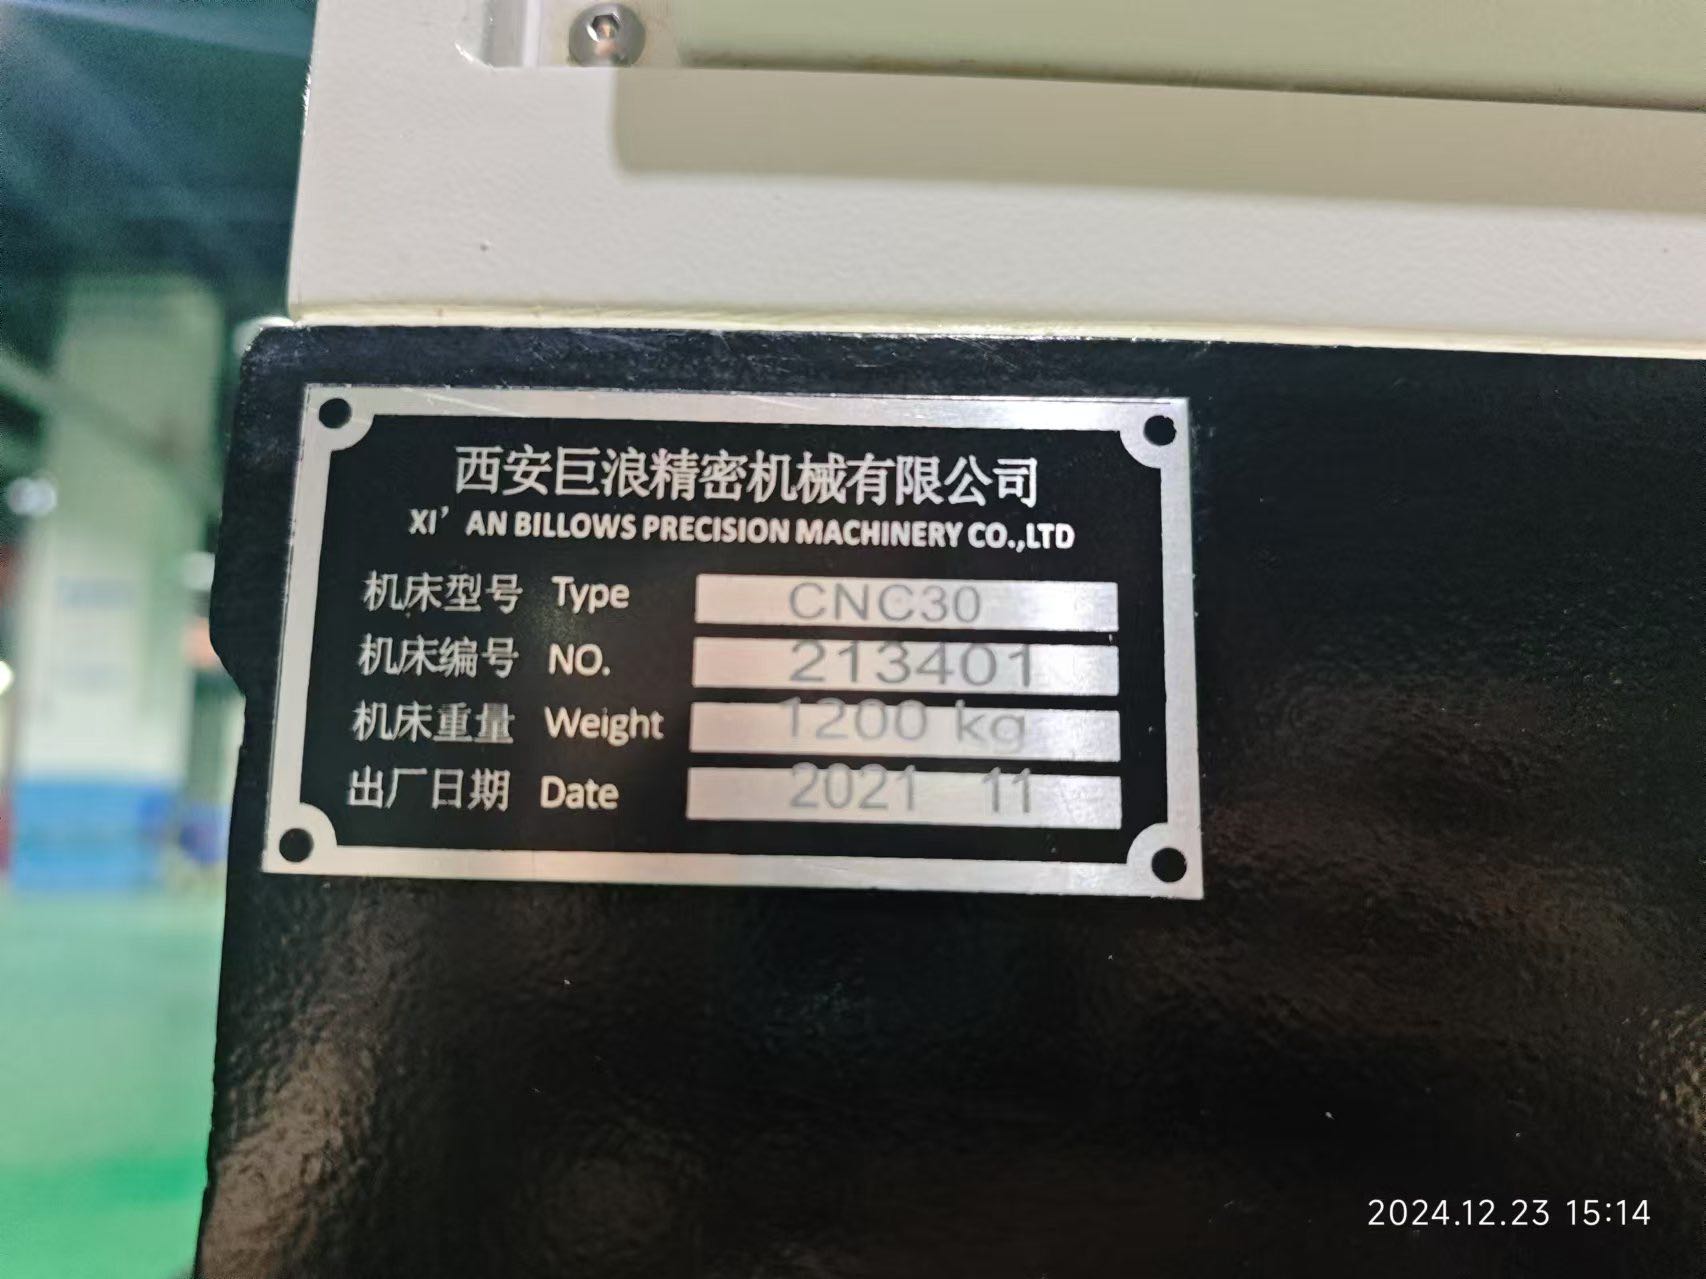 西安巨浪精密机械有限公司
XI’ AN BILLOWS PRECISION MACHINERY CO.,LTD
机床型号 Type CNC30
机床编号 NO. 213401
机床重量 Weight 1200 kg
出厂日期 Date 2021 11
2024.12.23 15:14